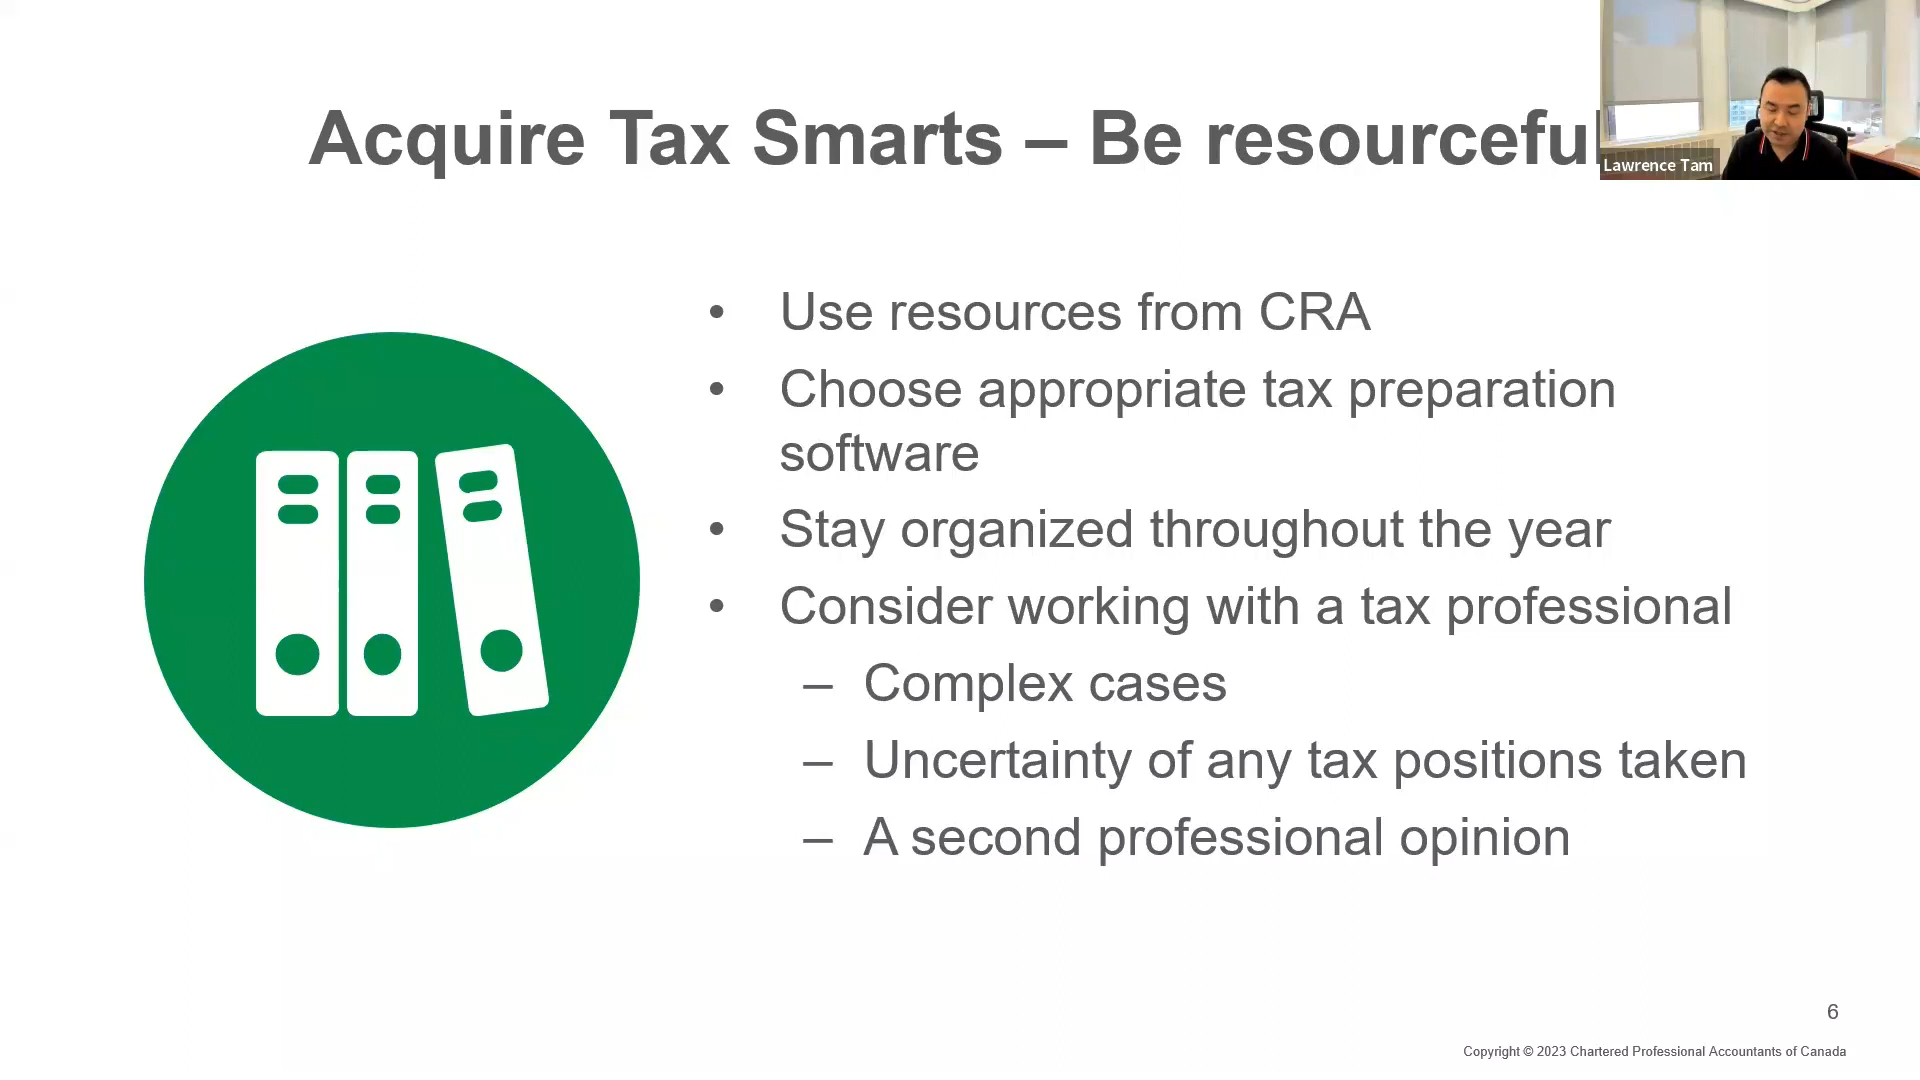 Acquire Tax Smarts – Be resourceful
Lawrence Tam
• Use resources from CRA
• Choose appropriate tax preparation
software
• Stay organized throughout the year
• Consider working with a tax professional
– Complex cases
– Uncertainty of any tax positions taken
– A second professional opinion
6
Copyright © 2023 Chartered Professional Accountants of Canada